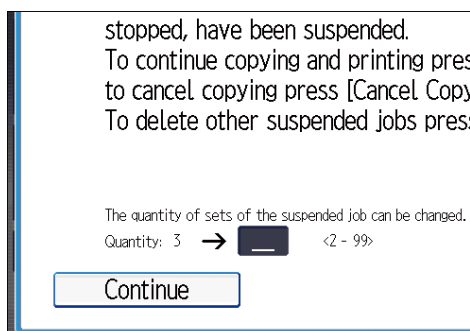 stopped, have been suspended.
To continue copying and printing pres
to cancel copying press [Cancel Copy
To delete other suspended jobs press
The quantity of sets of the suspended job can be changed.
Quantity: 3 → _ <2 - 99>
Continue